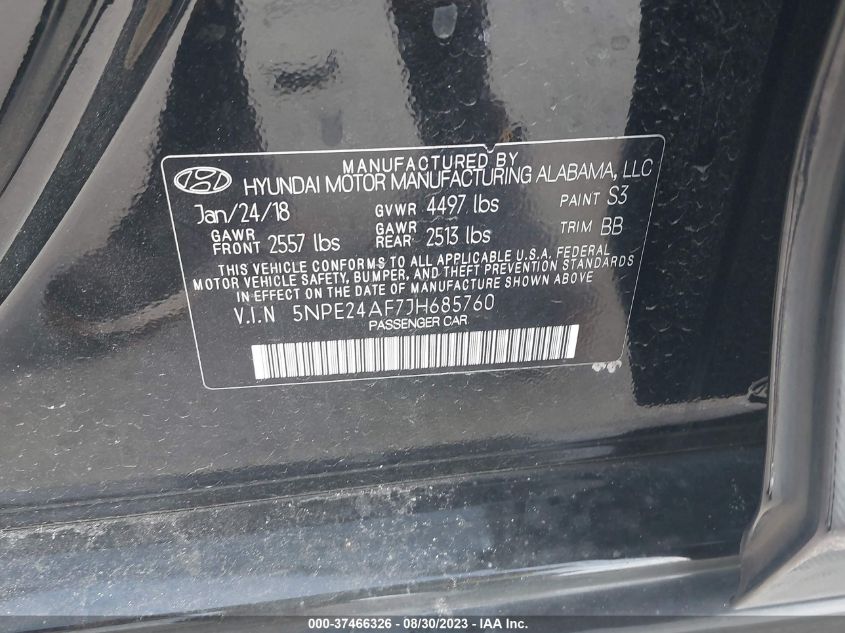 MANUFACTURED BY
HYUNDAI MOTOR MANUFACTURING ALABAMA, LLC
Jan/24/18 GVWR 4497 lbs PAINT S3
GAWR FRONT 2557 lbs GAWR REAR 2513 lbs TRIM BB
THIS VEHICLE CONFORMS TO ALL APPLICABLE U.S.A. FEDERAL
MOTOR VEHICLE SAFETY, BUMPER, AND THEFT PREVENTION STANDARDS
IN EFFECT ON THE DATE OF MANUFACTURE SHOWN ABOVE
V.I.N 5NPE24AF7JH685760
PASSENGER CAR
000-37466326 - 08/30/2023 - IAA Inc.